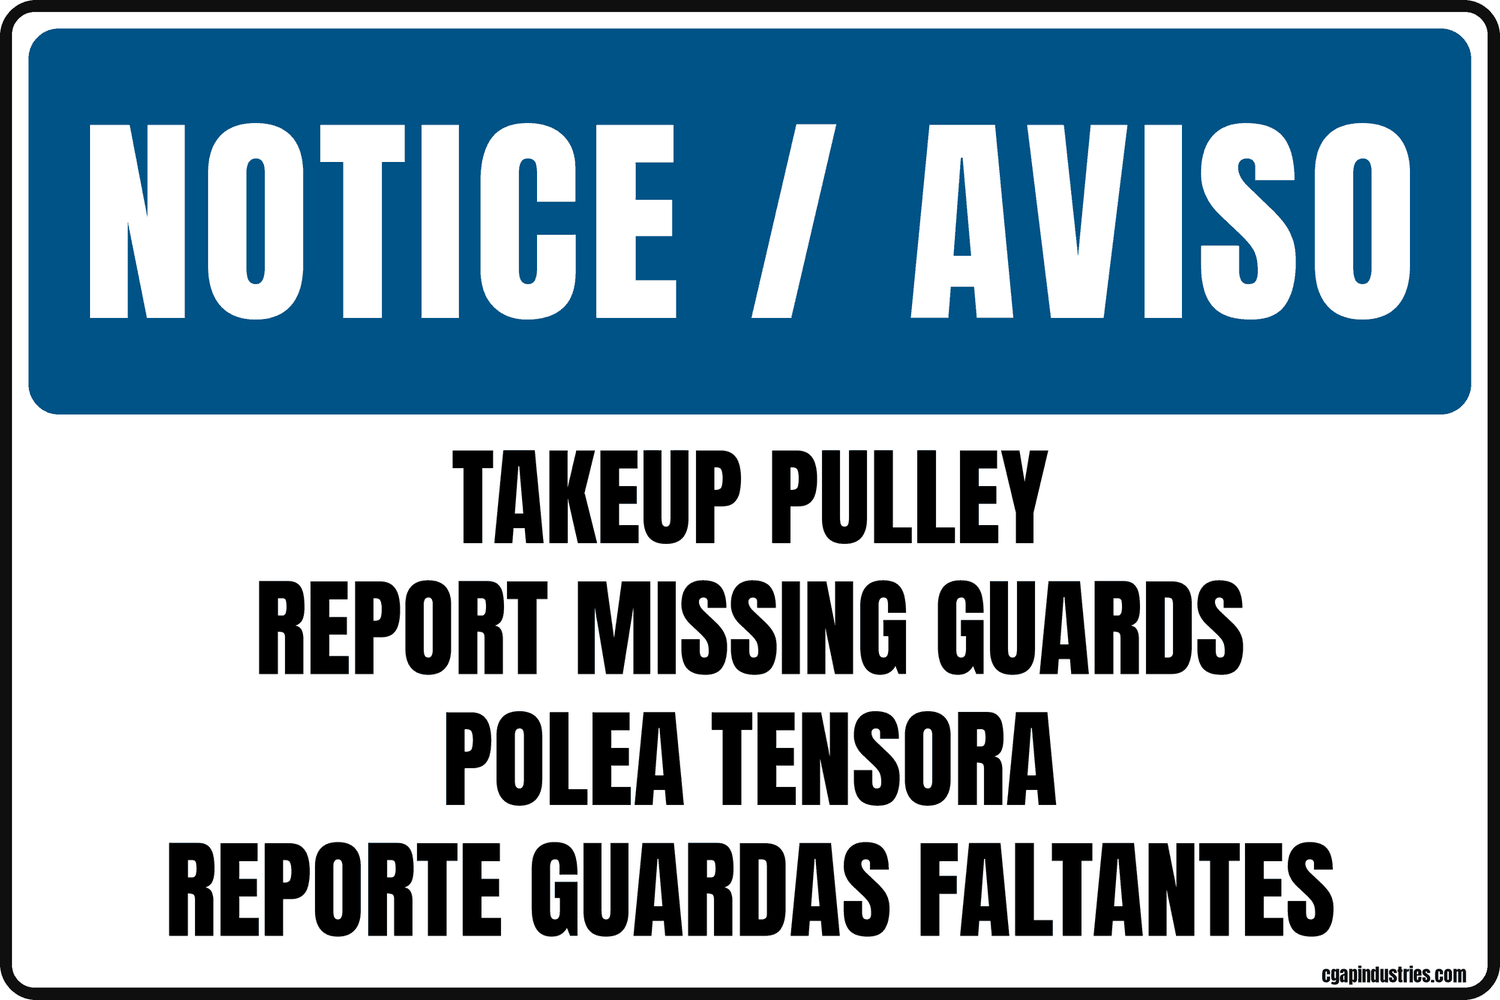 NOTICE / AVISO
TAKEUP PULLEY
REPORT MISSING GUARDS
POLEA TENSORA
REPORTE GUARDAS FALTANTES
cgapindustries.com